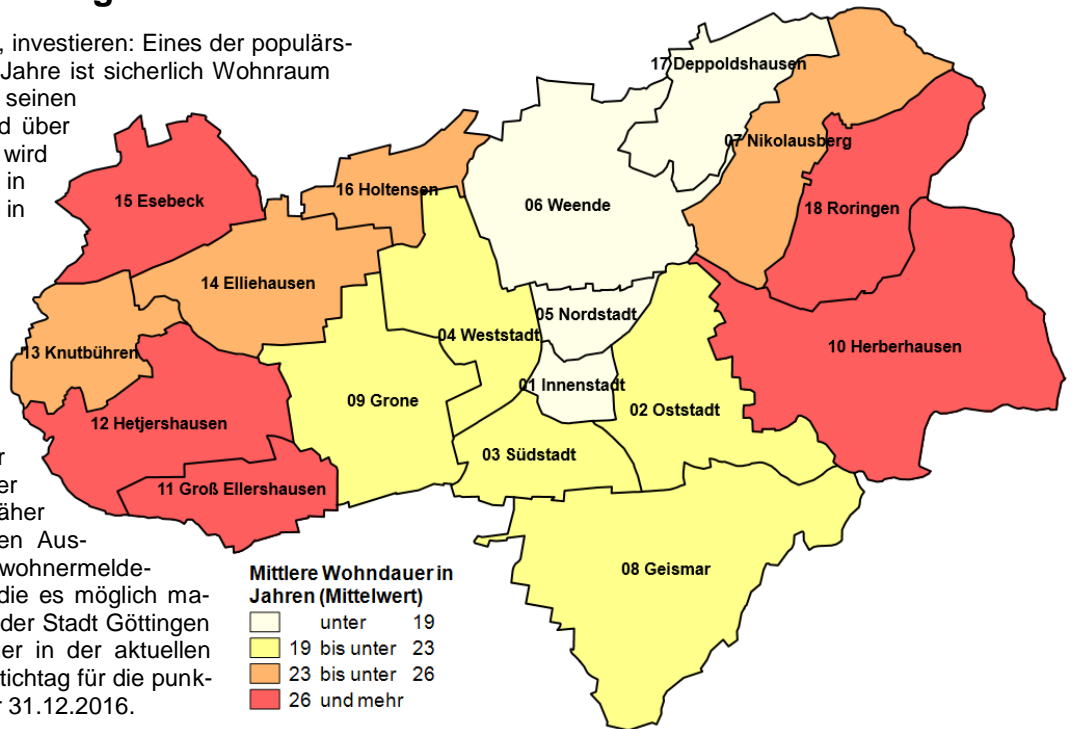 , investieren: Eines der populärs-
Jahre ist sicherlich Wohnraum
seinen
d über
wird
in
in
r
er
äher
en Aus-
wohnermelde-
die es möglich ma-
der Stadt Göttingen
er in der aktuellen
tichtag für die punk-
r 31.12.2016.
17 Deppoldshausen
07 Nikolausberg
16 Holtensen
15 Esebeck
06 Weende
18 Roringen
14 Elliehausen
05 Nordstadt
04 Weststadt
10 Herberhausen
13 Knutbühren
01 Innenstadt
09 Grone
02 Oststadt
12 Hetjershausen
03 Südstadt
11 Groß Ellershausen
08 Geismar
Mittlere Wohndauer in
Jahren (Mittelwert)
unter 19
19 bis unter 23
23 bis unter 26
26 und mehr